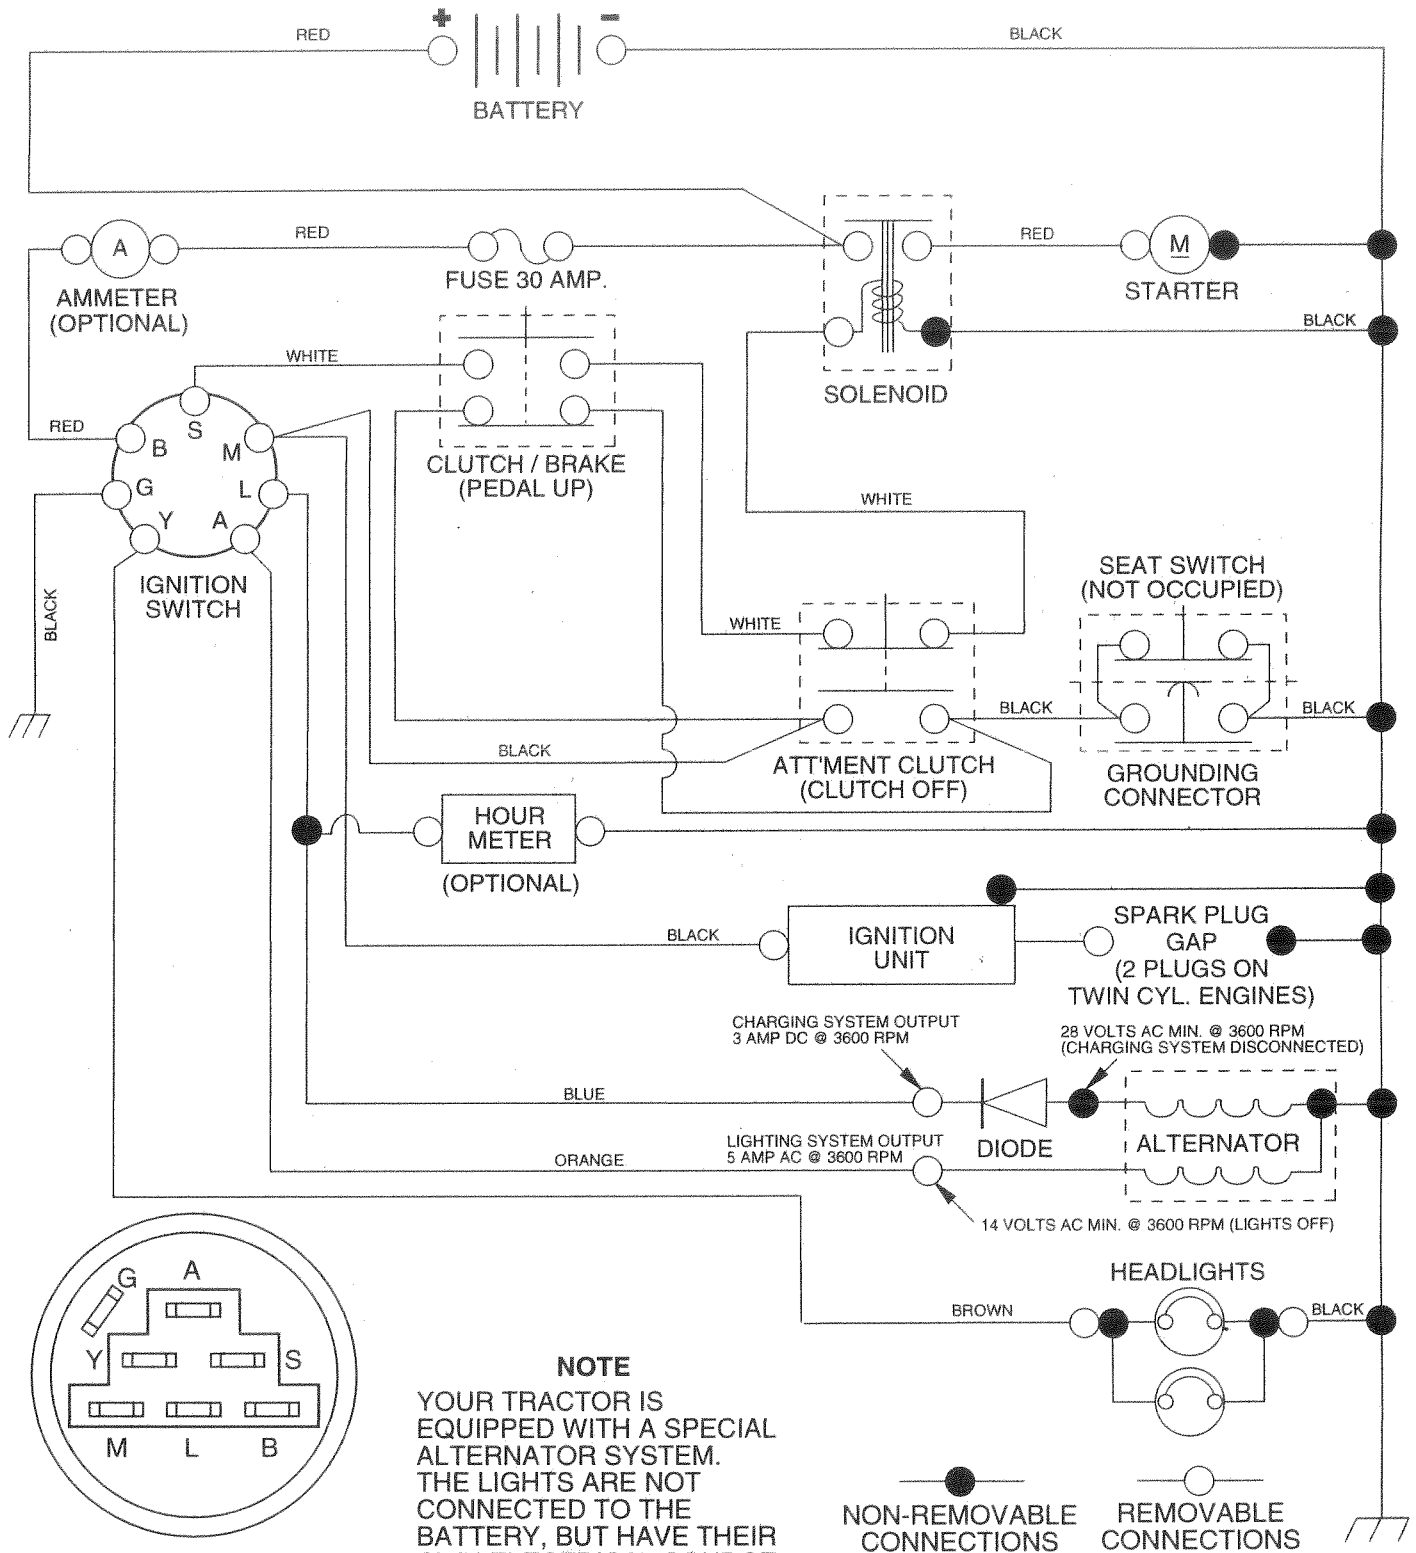 + -
RED
BLACK
BATTERY
A
RED
FUSE 30 AMP.
AMMETER
(OPTIONAL)
RED
M
STARTER
BLACK
SOLENOID
WHITE
CLUTCH / BRAKE
(PEDAL UP)
RED
S
B
M
G
L
Y
A
IGNITION
SWITCH
BLACK
WHITE
WHITE
SEAT SWITCH
(NOT OCCUPIED)
BLACK
BLACK
GROUNDING
CONNECTOR
BLACK
ATT'MENT CLUTCH
(CLUTCH OFF)
HOUR
METER
(OPTIONAL)
BLACK
IGNITION
UNIT
SPARK PLUG
GAP
(2 PLUGS ON
TWIN CYL. ENGINES)
CHARGING SYSTEM OUTPUT
3 AMP DC @ 3600 RPM
28 VOLTS AC MIN. @ 3600 RPM
(CHARGING SYSTEM DISCONNECTED)
BLUE
DIODE
ALTERNATOR
ORANGE
LIGHTING SYSTEM OUTPUT
5 AMP AC @ 3600 RPM
14 VOLTS AC MIN. @ 3600 RPM (LIGHTS OFF)
HEADLIGHTS
BROWN
BLACK
G
A
Y
S
M
L
B
NOTE
YOUR TRACTOR IS
EQUIPPED WITH A SPECIAL
ALTERNATOR SYSTEM.
THE LIGHTS ARE NOT
CONNECTED TO THE
BATTERY, BUT HAVE THEIR
NON-REMOVABLE
CONNECTIONS
REMOVABLE
CONNECTIONS